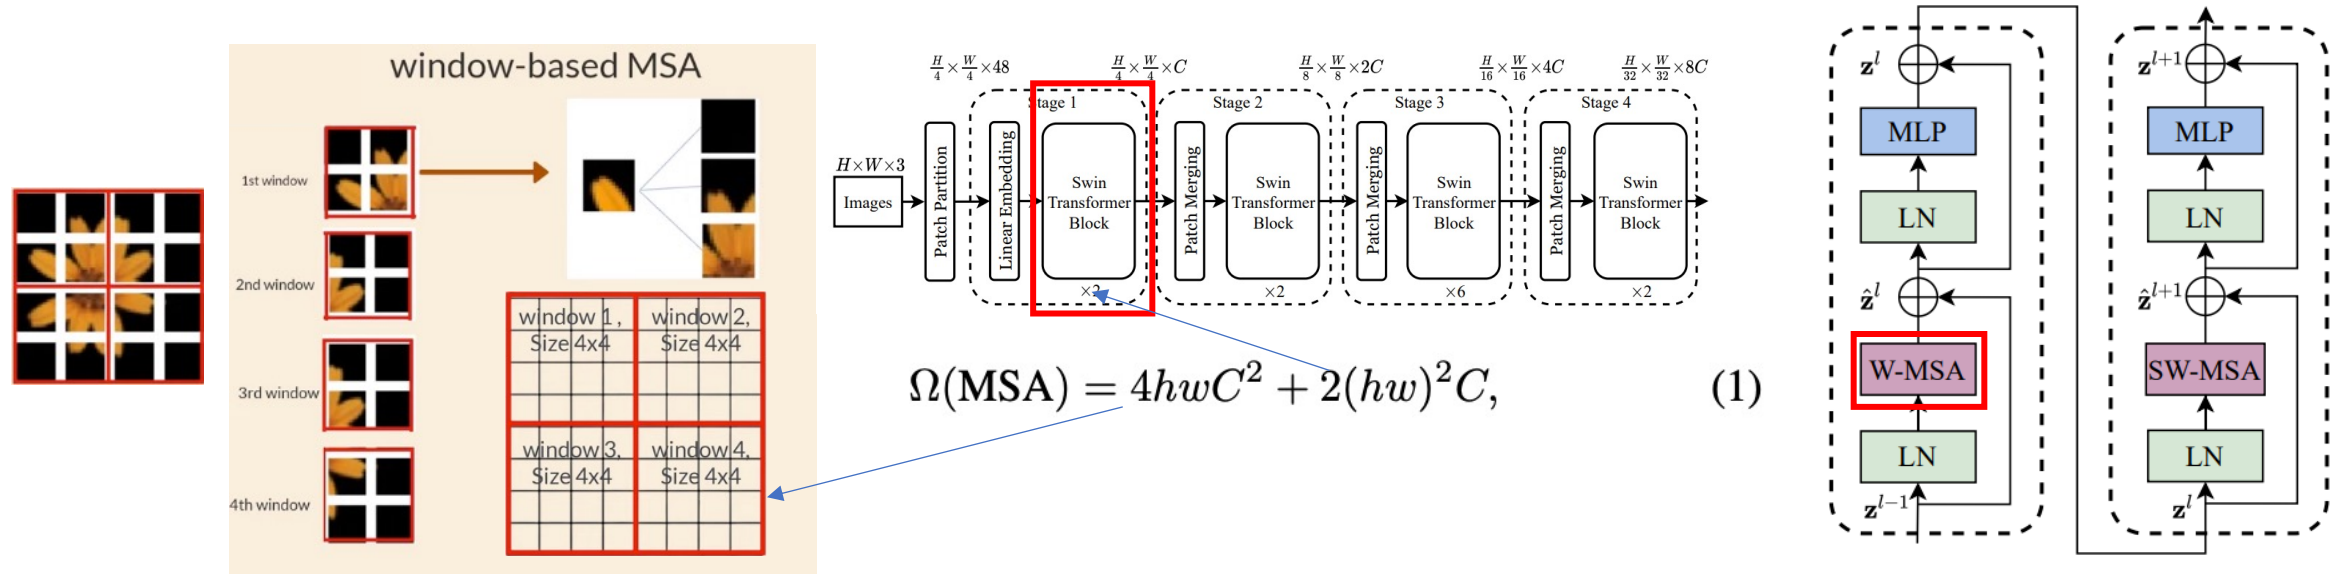 window-based MSA
1st window
2nd window
3rd window
4th window
window 1,
Size 4x4
window 2,
Size 4x4
window 3,
Size 4x4
window 4,
Size 4x4
H/4 × W/4 × 48
H/4 × W/4 × C
H/8 × W/8 × 2C
H/16 × W/16 × 4C
H/32 × W/32 × 8C
Stage 1
Stage 2
Stage 3
Stage 4
H×W×3
Images
Patch Partition
Linear Embedding
Swin
Transformer
Block
×2
Patch Merging
Swin
Transformer
Block
×2
Patch Merging
Swin
Transformer
Block
×6
Patch Merging
Swin
Transformer
Block
×2
Ω(MSA) = 4hwC² + 2(hw)²C, (1)
z^l
MLP
LN
ẑ^l
W-MSA
LN
z^{l−1}
z^{l+1}
MLP
LN
ẑ^{l+1}
SW-MSA
LN
z^l